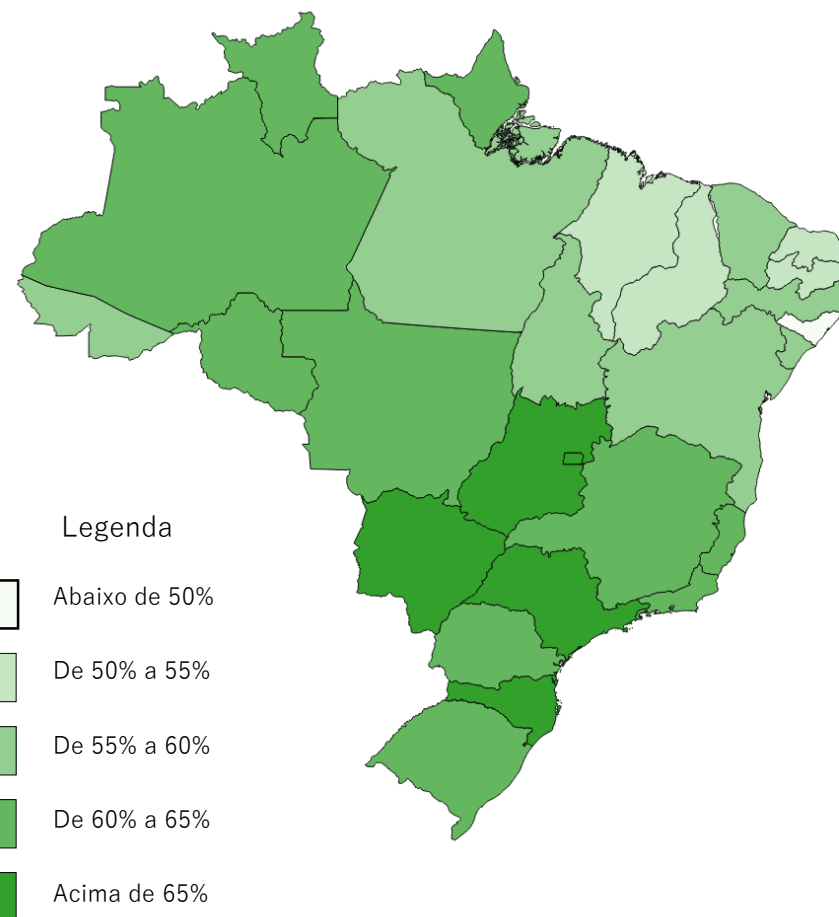 Legenda
Abaixo de 50%
De 50% a 55%
De 55% a 60%
De 60% a 65%
Acima de 65%